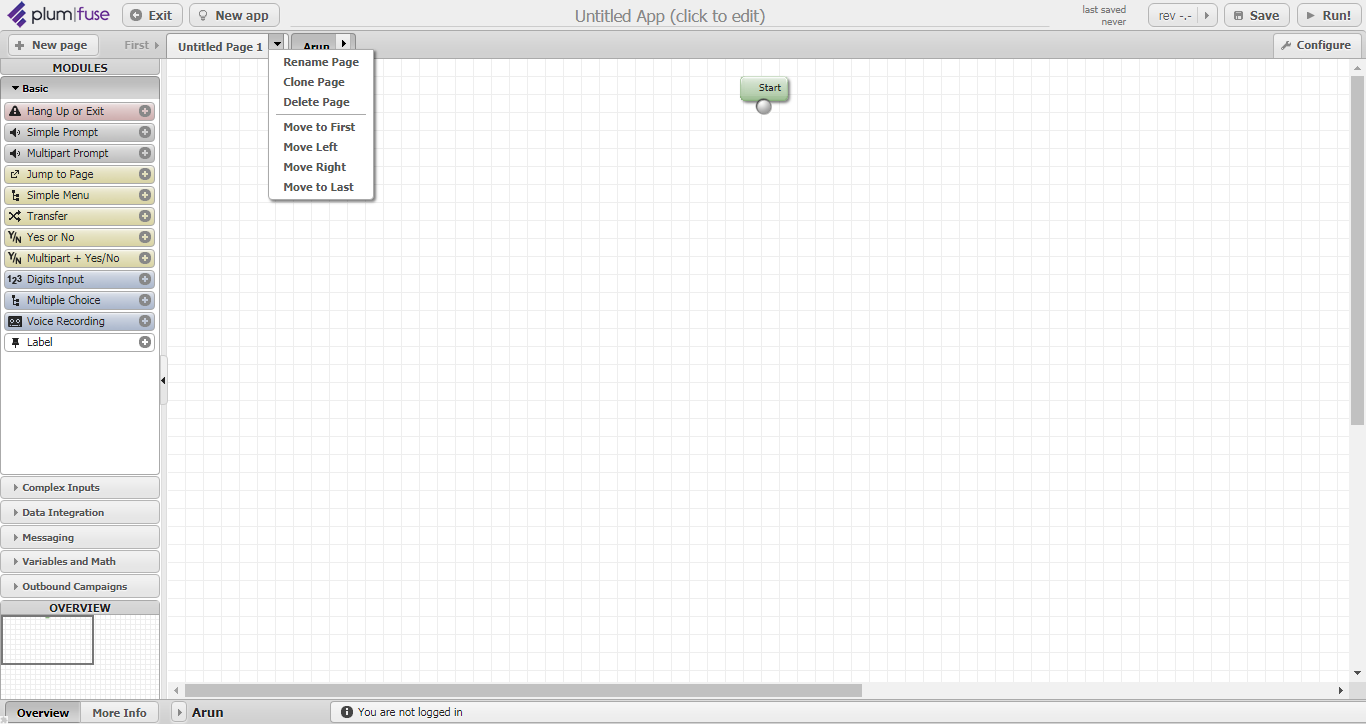 plum|fuse
Exit
New app
Untitled App (click to edit)
last saved
never
rev -.-
Save
Run!
New page
First
Untitled Page 1
Arun
Configure
Rename Page
Clone Page
Delete Page
Move to First
Move Left
Move Right
Move to Last
MODULES
Basic
Hang Up or Exit
Simple Prompt
Multipart Prompt
Jump to Page
Simple Menu
Transfer
Y/N Yes or No
Y/N Multipart + Yes/No
123 Digits Input
Multiple Choice
Voice Recording
Label
Start
Complex Inputs
Data Integration
Messaging
Variables and Math
Outbound Campaigns
OVERVIEW
Overview
More Info
Arun
You are not logged in